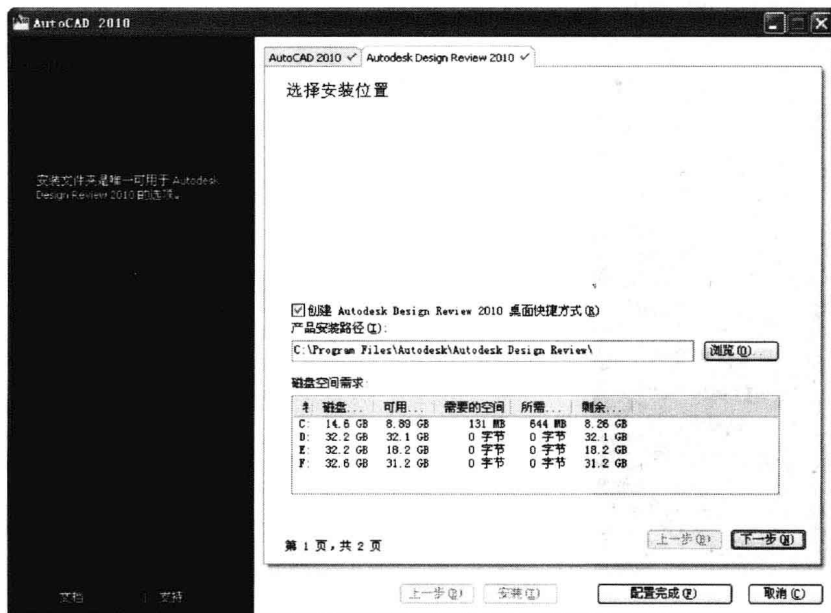 AutoCAD 2010
AutoCAD 2010 ✓ Autodesk Design Review 2010 ✓
选择安装位置
安装文件夹是唯一可用于 Autodesk
Design Review 2010 的选项。
创建 Autodesk Design Review 2010 桌面快捷方式(R)
产品安装路径(I):
C:\Program Files\Autodesk\Autodesk Design Review\ 浏览(O)...
磁盘空间需求:
磁盘... 可用... 需要的空间 所需... 剩余...
C: 14.6 GB 8.89 GB 131 MB 644 MB 8.26 GB
D: 32.2 GB 32.1 GB 0 字节 0 字节 32.1 GB
E: 32.2 GB 18.2 GB 0 字节 0 字节 18.2 GB
F: 32.6 GB 31.2 GB 0 字节 0 字节 31.2 GB
第 1 页,共 2 页 上一步(B) 下一步(N)
文档 | 支持 上一步(B) 安装(I) 配置完成(F) 取消(C)